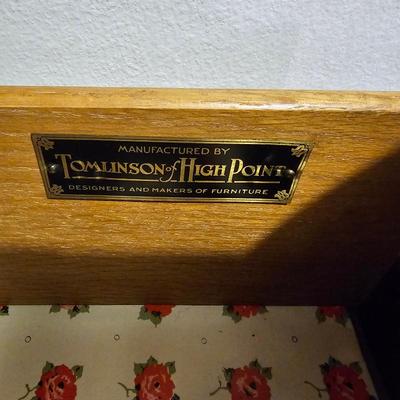 MANUFACTURED BY
TOMLINSON of HIGH POINT
DESIGNERS AND MAKERS OF FURNITURE